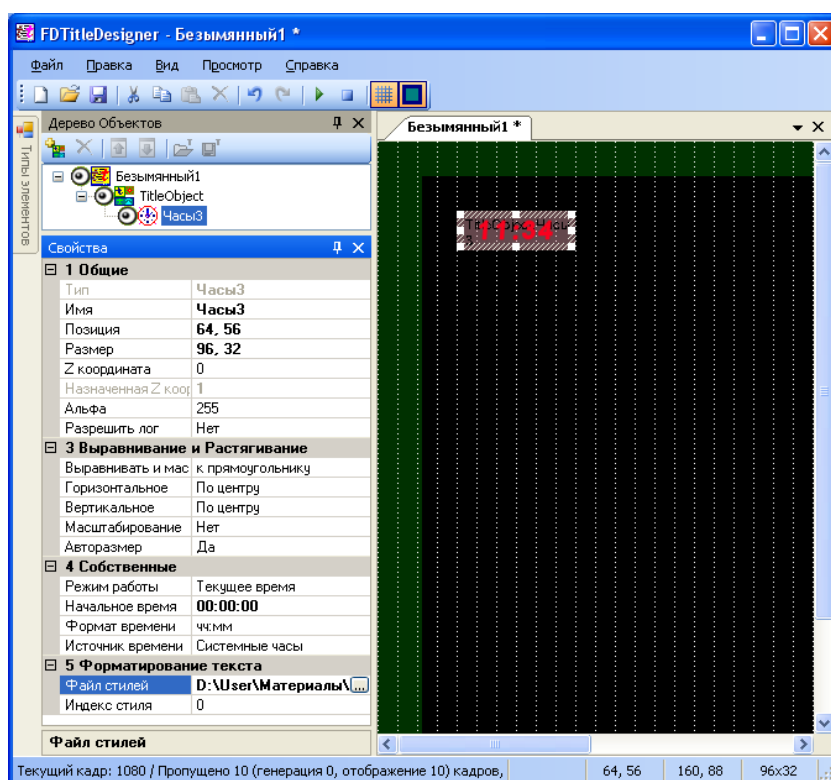 FDTitleDesigner - Безымянный1 *
Файл Правка Вид Просмотр Справка
Типы элементов
Дерево Объектов
Безымянный1
TitleObject
Часы3
Свойства
1 Общие
Тип Часы3
Имя Часы3
Позиция 64, 56
Размер 96, 32
Z координата 0
Назначенная Z коор 1
Альфа 255
Разрешить лог Нет
3 Выравнивание и Растягивание
Выравнивать и мас к прямоугольнику
Горизонтальное По центру
Вертикальное По центру
Масштабирование Нет
Авторазмер Да
4 Собственные
Режим работы Текущее время
Начальное время 00:00:00
Формат времени чч:мм
Источник времени Системные часы
5 Форматирование текста
Файл стилей D:\User\Материалы\ ...
Индекс стиля 0
Файл стилей
Безымянный1 *
11:34
Текущий кадр: 1080 / Пропущено 10 (генерация 0, отображение 10) кадров, 64, 56 160, 88 96x32